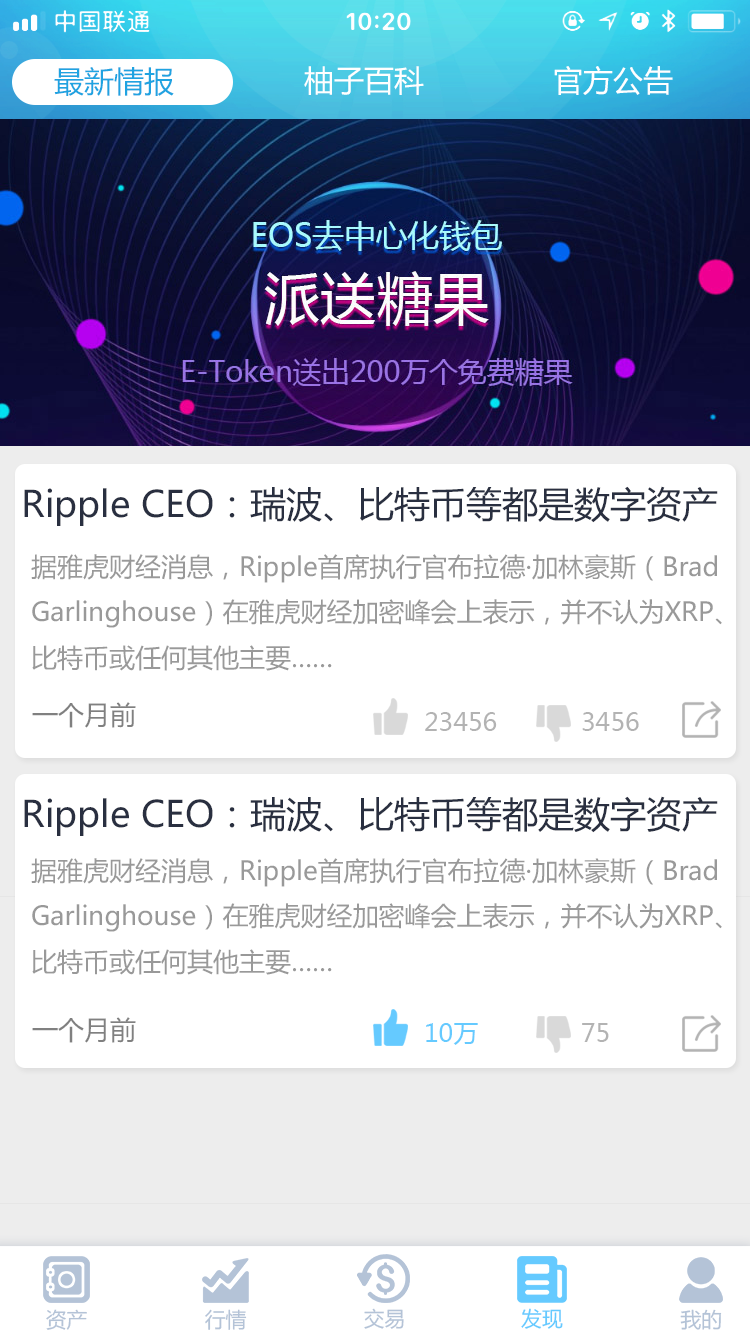 中国联通 10:20
最新情报 柚子百科 官方公告
EOS去中心化钱包
派送糖果
E-Token送出200万个免费糖果
Ripple CEO：瑞波、比特币等都是数字资产
据雅虎财经消息，Ripple首席执行官布拉德·加林豪斯（Brad
Garlinghouse）在雅虎财经加密峰会上表示，并不认为XRP、
比特币或任何其他主要......
一个月前 23456 3456
Ripple CEO：瑞波、比特币等都是数字资产
据雅虎财经消息，Ripple首席执行官布拉德·加林豪斯（Brad
Garlinghouse）在雅虎财经加密峰会上表示，并不认为XRP、
比特币或任何其他主要......
一个月前 10万 75
资产 行情 交易 发现 我的